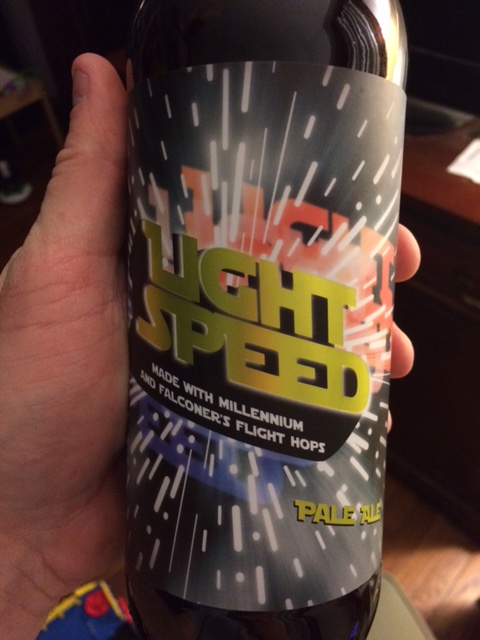 LIGHT
SPEED
MADE WITH MILLENNIUM
AND FALCONER'S FLIGHT HOPS
PALE ALE